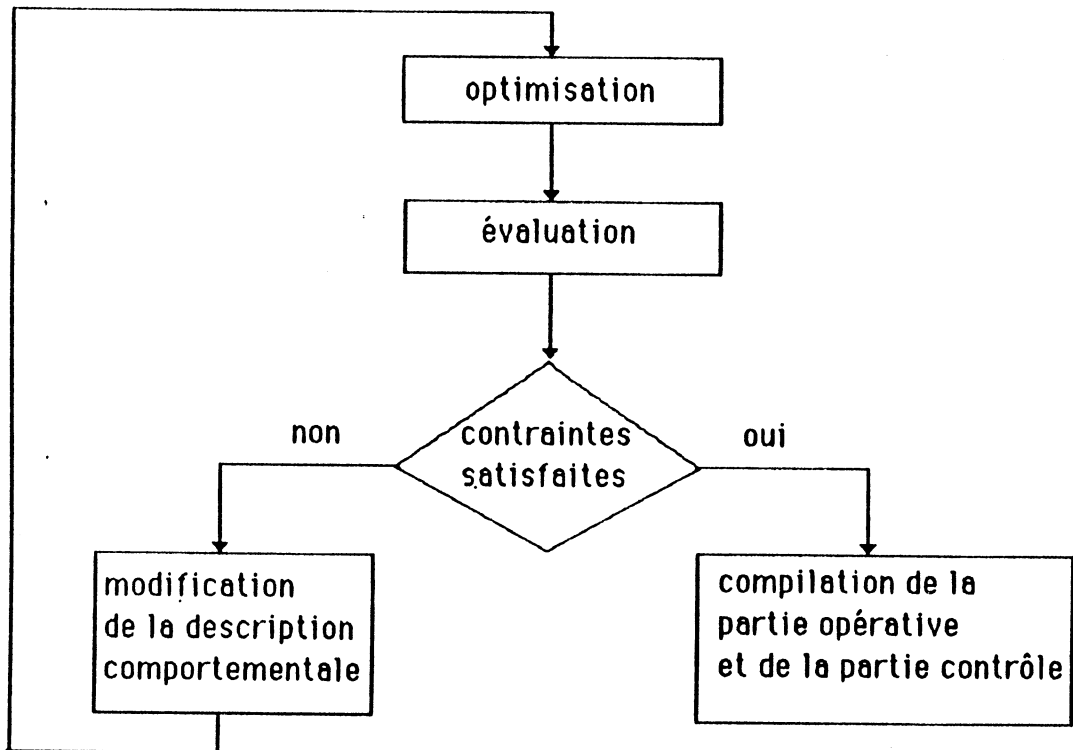 optimisation
évaluation
non
contraintes
satisfaites
oui
modification
de la description
comportementale
compilation de la
partie opérative
et de la partie contrôle